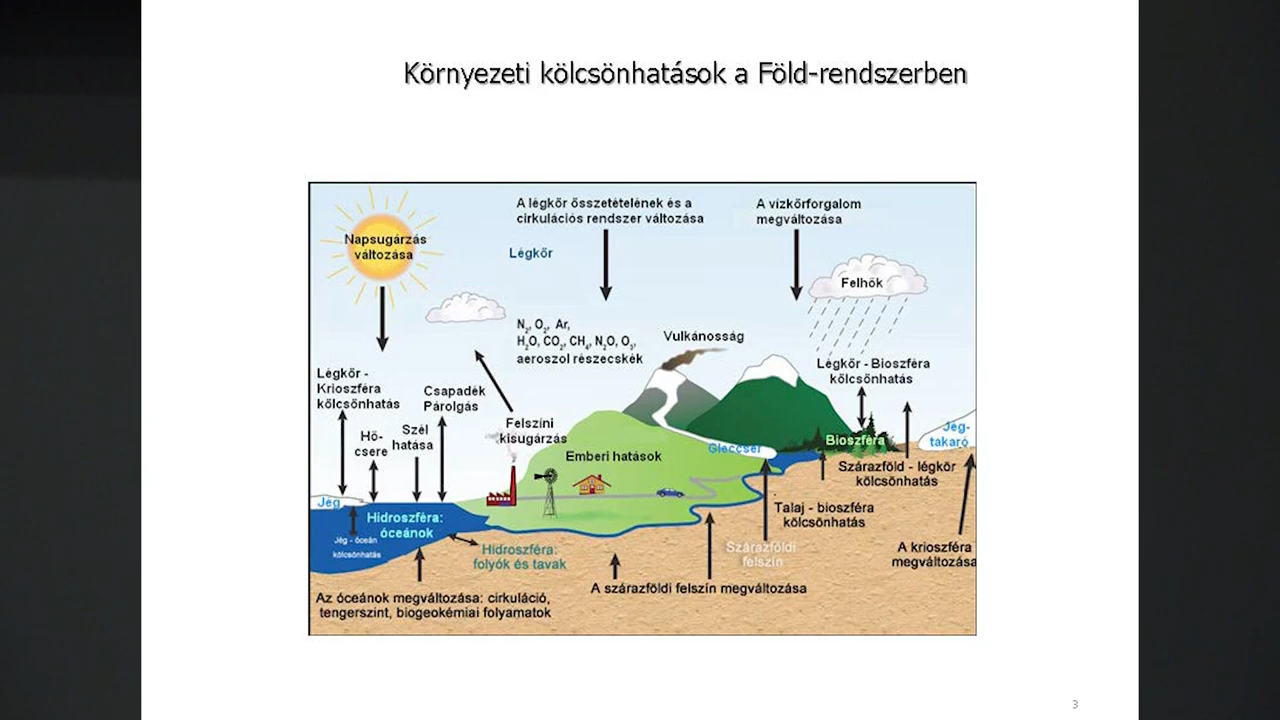 Környezeti kölcsönhatások a Föld-rendszerben
A légkör összetételének és a
cirkulációs rendszer változása
A vízkörforgalom
megváltozása
Napsugárzás
változása
Légkör
Felhők
N2, O2, Ar,
H2O, CO2, CH4, N2O, O3,
aeroszol részecskék
Vulkánosság
Légkör -
Krioszféra
kölcsönhatás
Csapadék
Párolgás
Légkör - Bioszféra
kölcsönhatás
Hő-
csere
Szél
hatása
Felszíni
kisugárzás
Emberi hatások
Gleccser
Bioszféra
Jég-
takaró
Szárazföld - légkör
kölcsönhatás
Jég
Hidroszféra:
óceánok
Talaj - bioszféra
kölcsönhatás
Jég - óceán
kölcsönhatás
Hidroszféra:
folyók és tavak
Szárazföldi
felszín
A krioszféra
megváltozása
A szárazföldi felszín megváltozása
Az óceánok megváltozása: cirkuláció,
tengerszint, biogeokémiai folyamatok
3